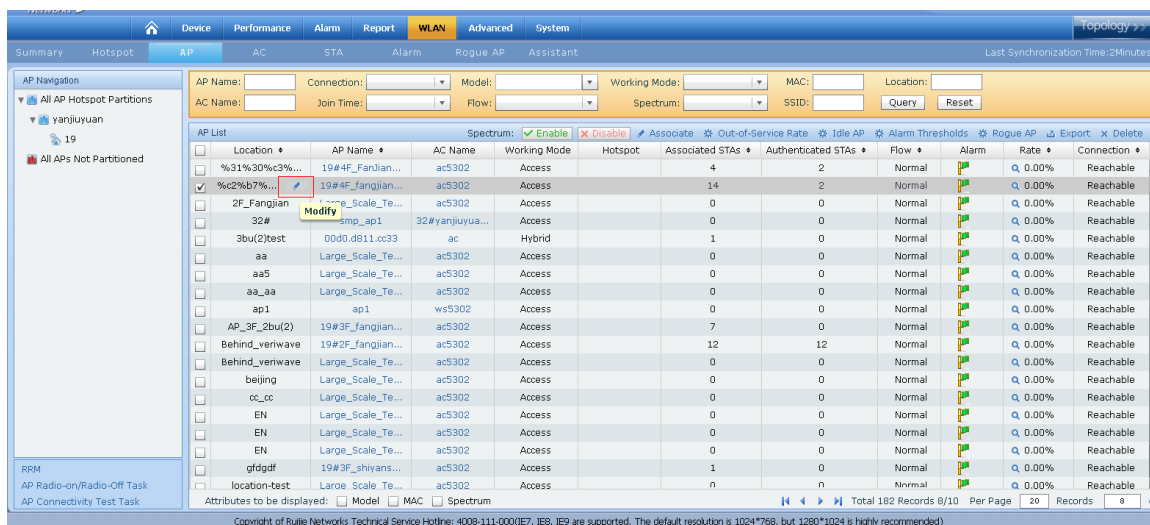 Networks
Device Performance Alarm Report WLAN Advanced System Topology >>
Summary Hotspot AP AC STA Alarm Rogue AP Assistant Last Synchronization Time:2Minutes
AP Navigation
All AP Hotspot Partitions
yanjiuyuan
19
All APs Not Partitioned
RRM
AP Radio-on/Radio-Off Task
AP Connectivity Test Task
AP Name: Connection: Model: Working Mode: MAC: Location:
AC Name: Join Time: Flow: Spectrum: SSID: Query Reset
AP List Spectrum: Enable Disable Associate Out-of-Service Rate Idle AP Alarm Thresholds Rogue AP Export Delete
Location AP Name AC Name Working Mode Hotspot Associated STAs Authenticated STAs Flow Alarm Rate Connection
%31%30%c3%... 19#4F_FanJian... ac5302 Access 4 2 Normal 0.00% Reachable
%c2%b7%... 19#4F_fangjian... ac5302 Access 14 2 Normal 0.00% Reachable
2F_Fangjian Large_Scale_Te... ac5302 Access 0 0 Normal 0.00% Reachable
Modify
32# smp_ap1 32#yanjiuyua... Access 0 0 Normal 0.00% Reachable
3bu(2)test 00d0.d811.cc33 ac Hybrid 1 0 Normal 0.00% Reachable
aa Large_Scale_Te... ac5302 Access 0 0 Normal 0.00% Reachable
aa5 Large_Scale_Te... ac5302 Access 0 0 Normal 0.00% Reachable
aa_aa Large_Scale_Te... ac5302 Access 0 0 Normal 0.00% Reachable
ap1 ap1 ws5302 Access 0 0 Normal 0.00% Reachable
AP_3F_2bu(2) 19#3F_fangjian... ac5302 Access 7 0 Normal 0.00% Reachable
Behind_veriwave 19#2F_fangjian... ac5302 Access 12 12 Normal 0.00% Reachable
Behind_veriwave Large_Scale_Te... ac5302 Access 0 0 Normal 0.00% Reachable
beijing Large_Scale_Te... ac5302 Access 0 0 Normal 0.00% Reachable
cc_cc Large_Scale_Te... ac5302 Access 0 0 Normal 0.00% Reachable
EN Large_Scale_Te... ac5302 Access 0 0 Normal 0.00% Reachable
EN Large_Scale_Te... ac5302 Access 0 0 Normal 0.00% Reachable
EN Large_Scale_Te... ac5302 Access 0 0 Normal 0.00% Reachable
gfdgdf 19#3F_shiyans... ac5302 Access 1 0 Normal 0.00% Reachable
location-test Large_Scale_Te... ac5302 Access 0 0 Normal 0.00% Reachable
Attributes to be displayed: Model MAC Spectrum Total 182 Records 8/10 Per Page 20 Records 8
Copyright of Ruijie Networks Technical Service Hotline: 4008-111-000(IE7, IE8, IE9 are supported. The default resolution is 1024*768, but 1280*1024 is highly recommended)